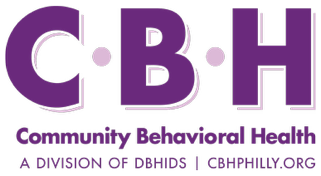 C·B·H
Community Behavioral Health
A DIVISION OF DBHIDS | CBHPHILLY.ORG